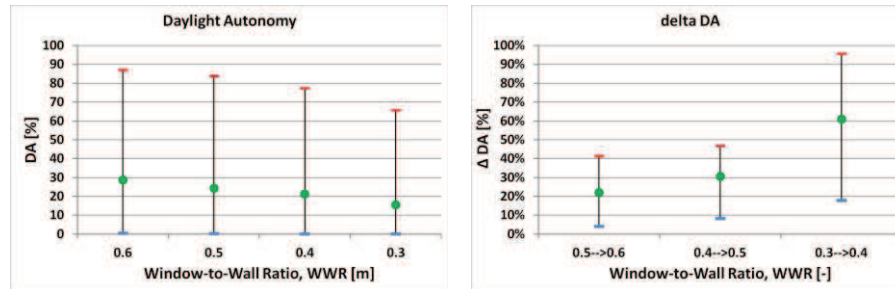 Daylight Autonomy
100
90
80
70
60
50
40
30
20
10
0
DA [%]
0.6 0.5 0.4 0.3
Window-to-Wall Ratio, WWR [m]
delta DA
100%
90%
80%
70%
60%
50%
40%
30%
20%
10%
0%
Δ DA [%]
0.5-->0.6 0.4-->0.5 0.3-->0.4
Window-to-Wall Ratio, WWR [-]